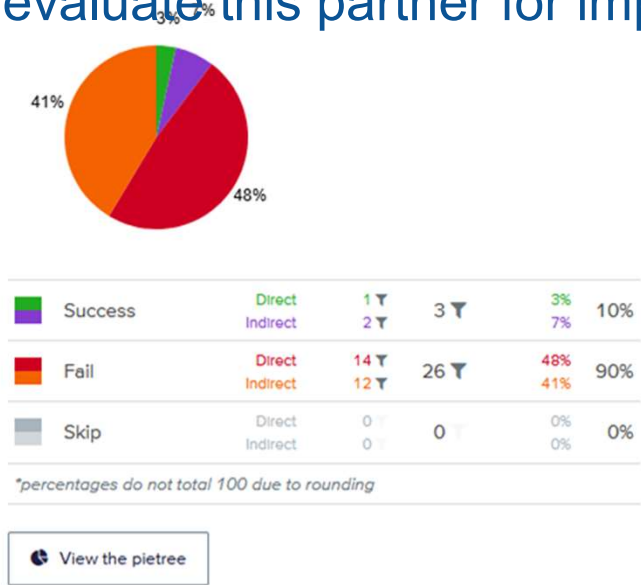 evaluate this partner for imp
3%
7%
41%
48%
Success Direct 1 3 3% 10%
Indirect 2 7%
Fail Direct 14 26 48% 90%
Indirect 12 41%
Skip Direct 0 0 0% 0%
Indirect 0 0%
*percentages do not total 100 due to rounding
View the pietree